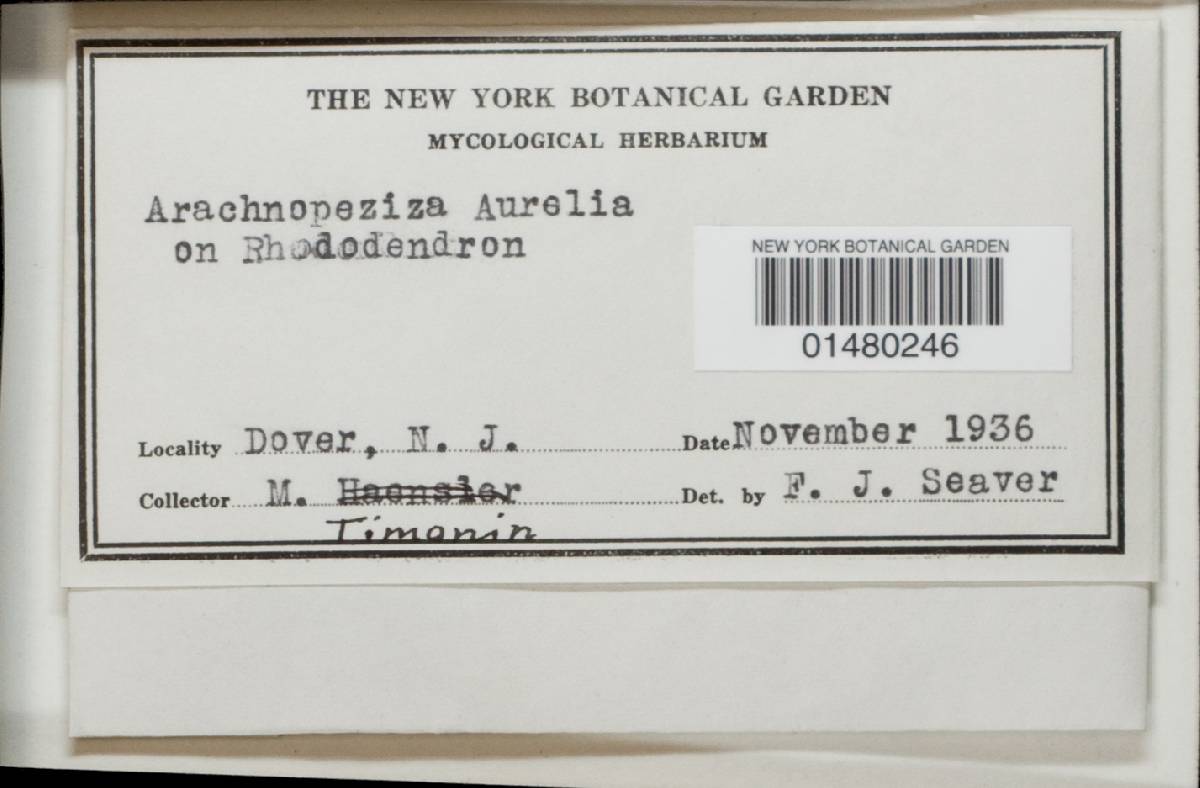 THE NEW YORK BOTANICAL GARDEN
MYCOLOGICAL HERBARIUM
Arachnopeziza Aurelia
on Rhododendron
NEW YORK BOTANICAL GARDEN
01480246
Locality Dover, N. J. Date November 1936
Collector M. Haensler Det. by F. J. Seaver
Timonin